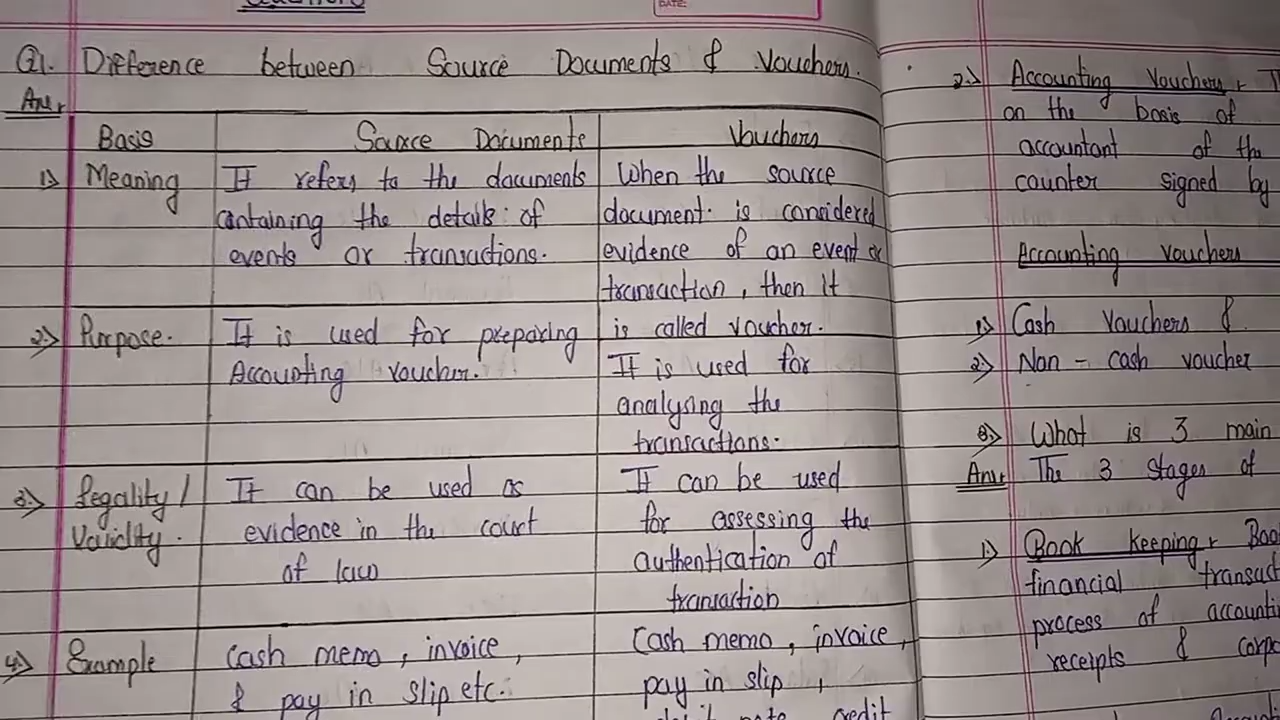 DATE:
Q1. Difference between Source Documents & Vouchers.
Ans,
Basis Source Documents Vouchers
1) Meaning It refers to the documents When the source
containing the details of document is considered
events or transactions. evidence of an event or
transaction, then it
2) Purpose. It is used for preparing is called voucher.
Accounting voucher. It is used for
analysing the
transactions.
3) Legality/ It can be used as It can be used
Validity. evidence in the court for assessing the
of law authentication of
transaction
4) Example Cash memo, invoice, Cash memo, invoice,
& pay in slip etc. pay in slip,
credit
2) Accounting Vouchers,
on the basis of
accountant of the
counter signed by
Accounting vouchers
1) Cash Vouchers &
2) Non - cash voucher
8) What is 3 main
Ans, The 3 stages of
1) Book keeping,
financial
process of
receipts &